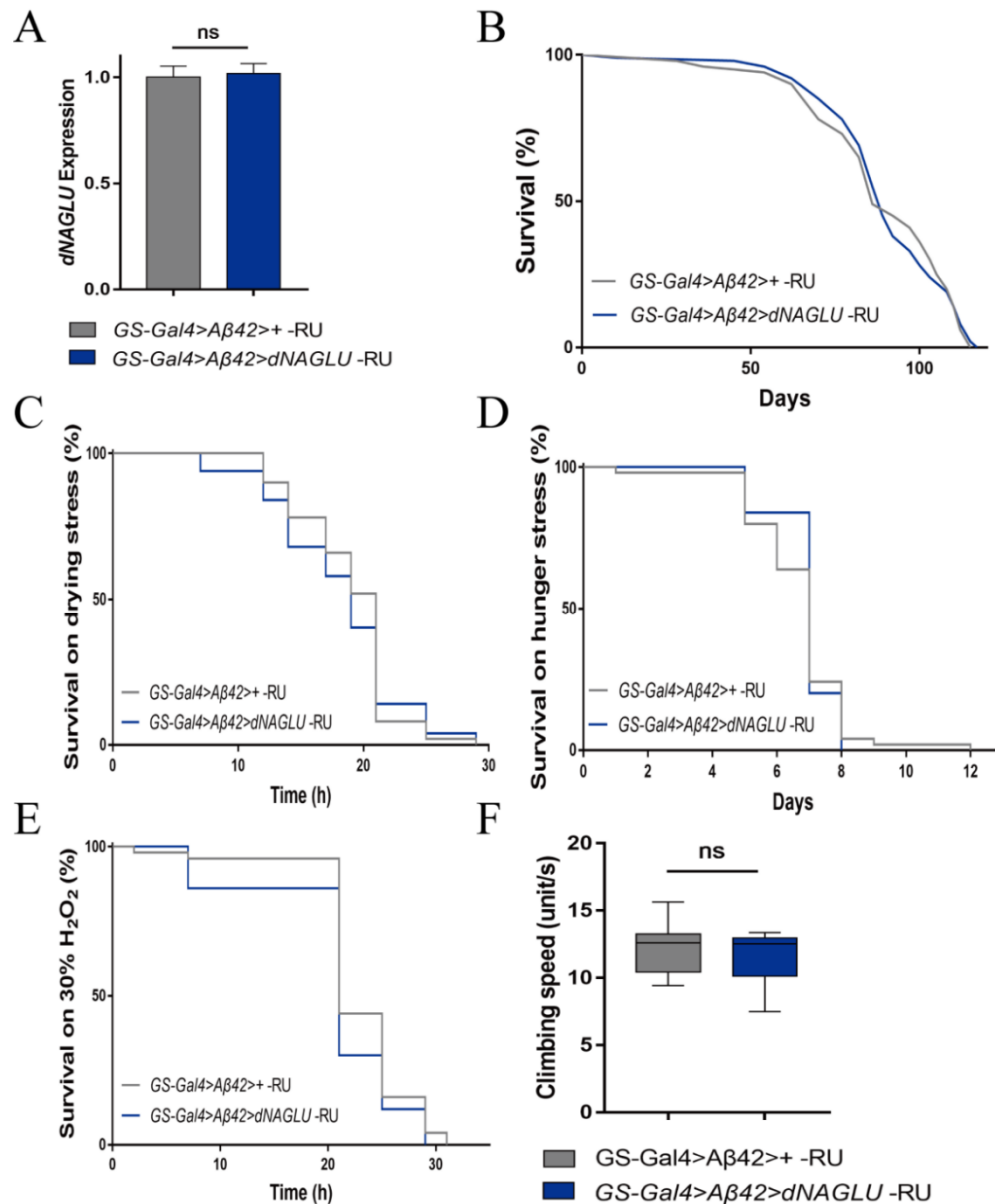 A
ns
dNAGLU Expression
1.0
0.5
0.0
GS-Gal4>Aβ42>+ -RU
GS-Gal4>Aβ42>dNAGLU -RU
B
Survival (%)
100
50
0
GS-Gal4>Aβ42>+ -RU
GS-Gal4>Aβ42>dNAGLU -RU
0 50 100
Days
C
Survival on drying stress (%)
100
50
0
GS-Gal4>Aβ42>+ -RU
GS-Gal4>Aβ42>dNAGLU -RU
0 10 20 30
Time (h)
D
Survival on hunger stress (%)
100
50
0
GS-Gal4>Aβ42>+ -RU
GS-Gal4>Aβ42>dNAGLU -RU
0 2 4 6 8 10 12
Days
E
Survival on 30% H₂O₂ (%)
100
50
0
GS-Gal4>Aβ42>+ -RU
GS-Gal4>Aβ42>dNAGLU -RU
0 10 20 30
Time (h)
F
ns
Climbing speed (unit/s)
20
15
10
5
0
GS-Gal4>Aβ42>+ -RU
GS-Gal4>Aβ42>dNAGLU -RU